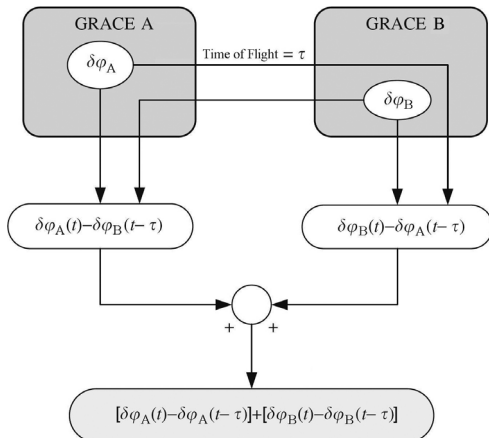 GRACE A
GRACE B
Time of Flight = τ
δφA
δφB
δφA(t)−δφB(t−τ)
δφB(t)−δφA(t−τ)
+ +
[δφA(t)−δφA(t−τ)]+[δφB(t)−δφB(t−τ)]